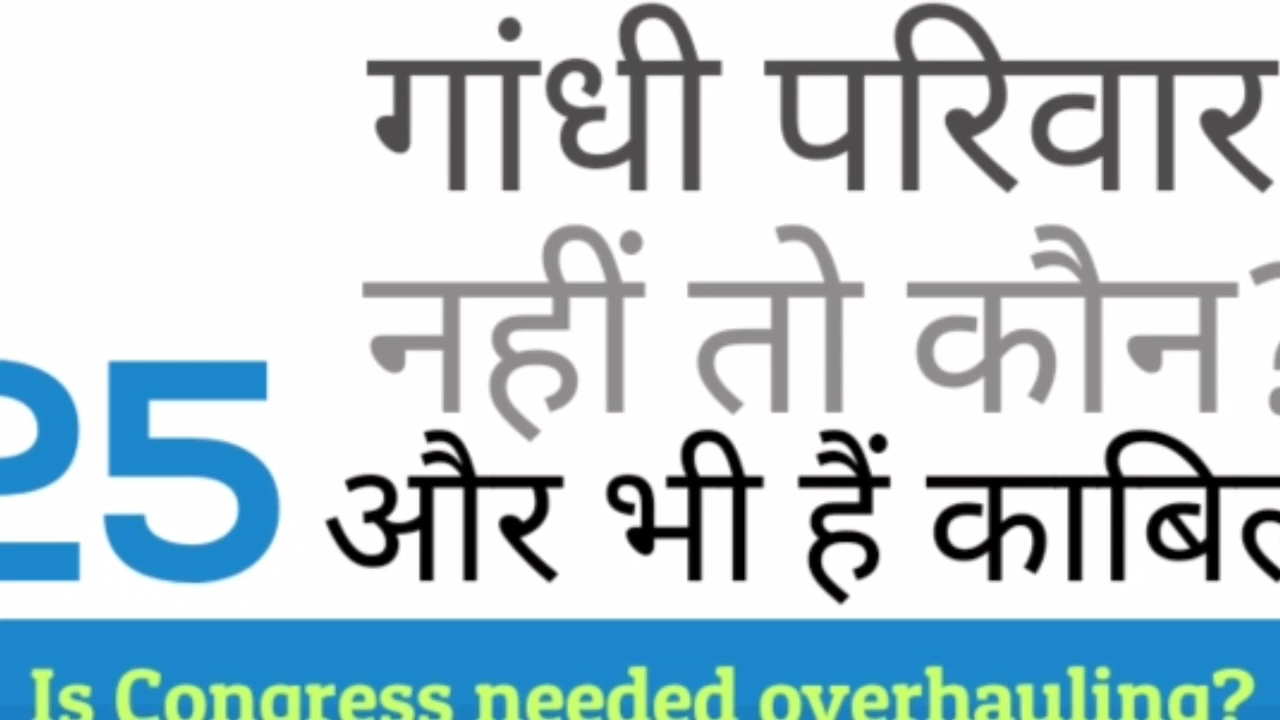 गांधी परिवार
नहीं तो कौन?
25
और भी हैं
Is Congress needed overhauling?